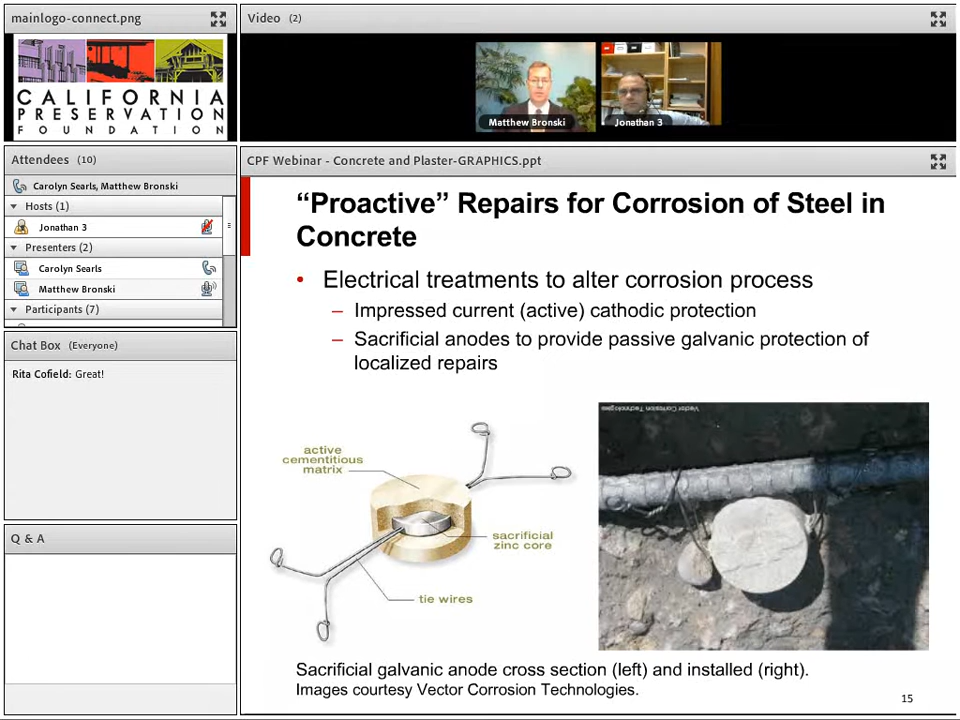 mainlogo-connect.png
CALIFORNIA
PRESERVATION
FOUNDATION
Video (2)
Matthew Bronski
Jonathan 3
Attendees (10)
Carolyn Searls, Matthew Bronski
Hosts (1)
Jonathan 3
Presenters (2)
Carolyn Searls
Matthew Bronski
Participants (7)
Chat Box (Everyone)
Rita Cofield: Great!
Q & A
CPF Webinar - Concrete and Plaster-GRAPHICS.ppt
“Proactive” Repairs for Corrosion of Steel in
Concrete
• Electrical treatments to alter corrosion process
– Impressed current (active) cathodic protection
– Sacrificial anodes to provide passive galvanic protection of
localized repairs
active
cementitious
matrix
sacrificial
zinc core
tie wires
Vector Corrosion Technologies
Sacrificial galvanic anode cross section (left) and installed (right).
Images courtesy Vector Corrosion Technologies.
15